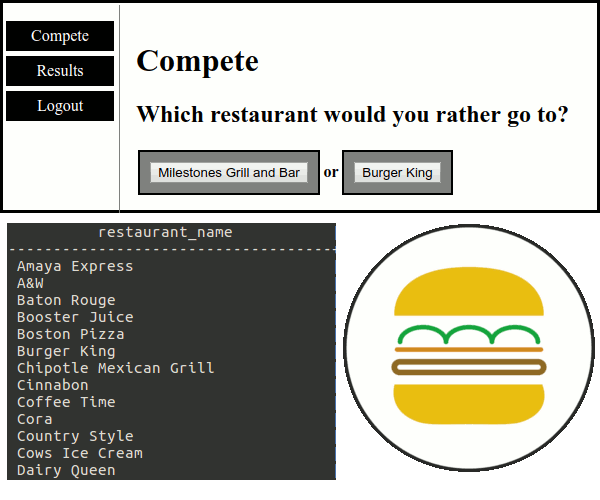 Compete
Results
Logout
Compete
Which restaurant would you rather go to?
Milestones Grill and Bar or Burger King
restaurant_name
------------------------------------
Amaya Express
A&W
Baton Rouge
Booster Juice
Boston Pizza
Burger King
Chipotle Mexican Grill
Cinnabon
Coffee Time
Cora
Country Style
Cows Ice Cream
Dairy Queen